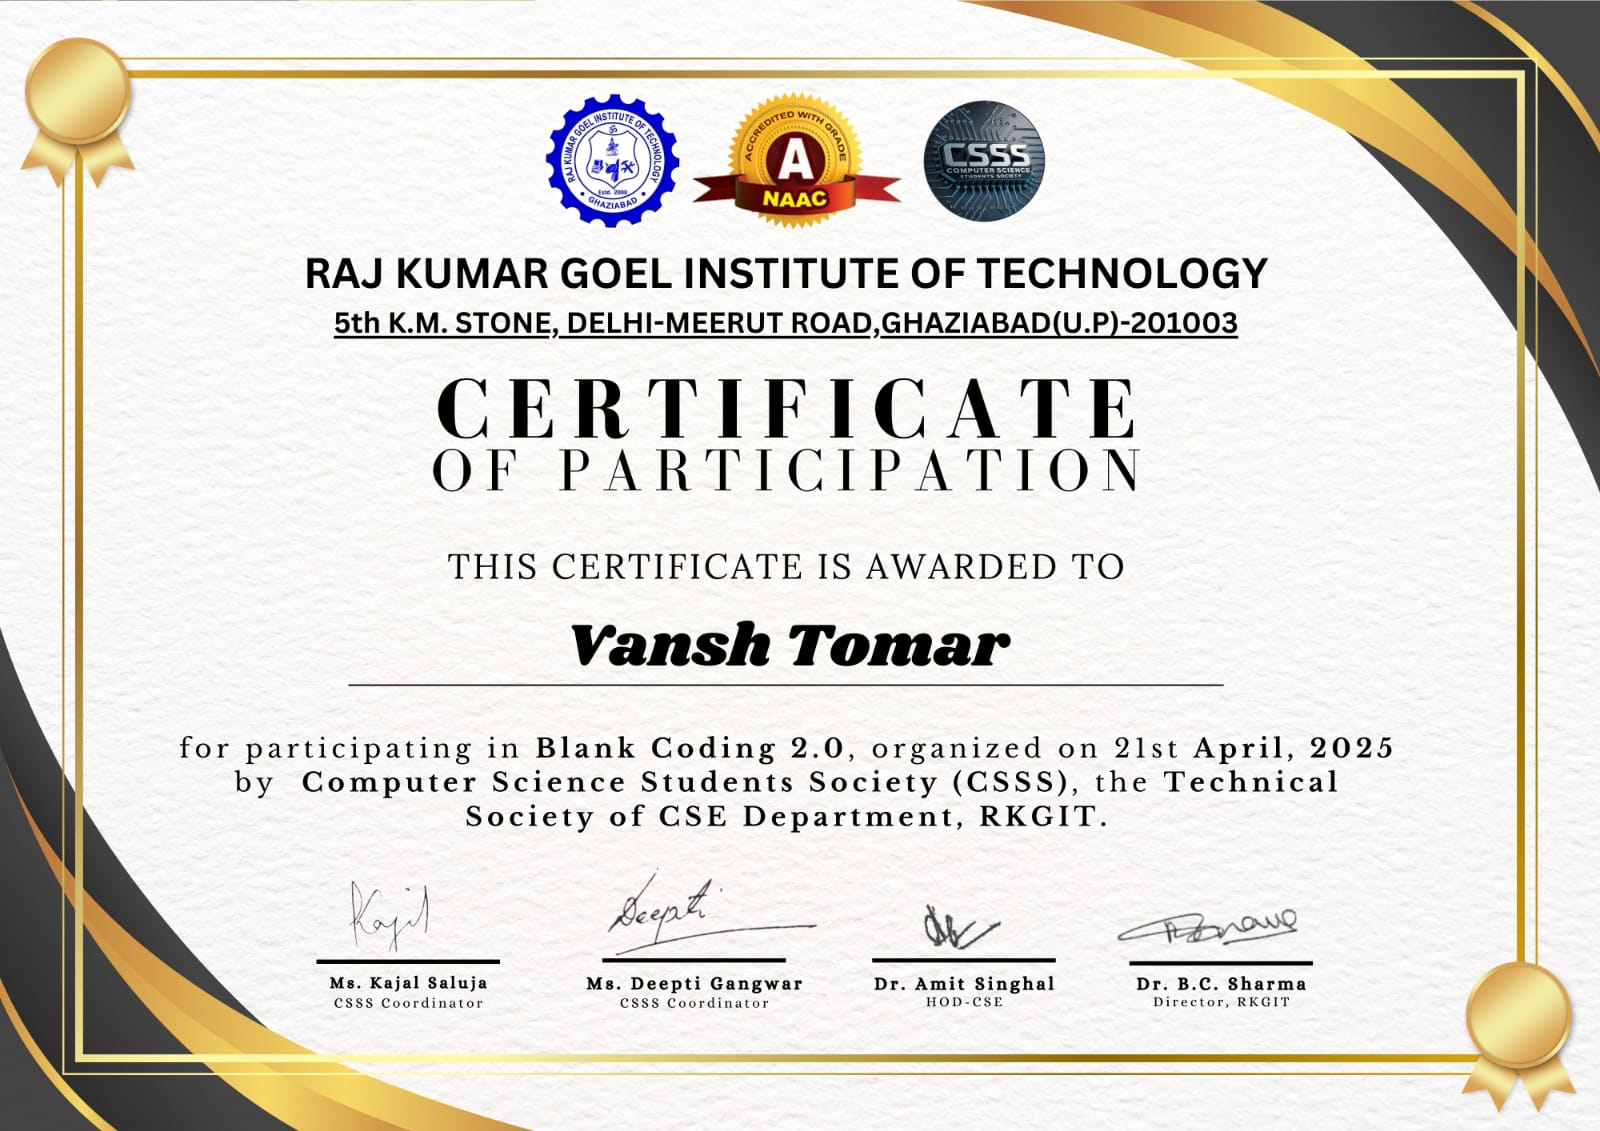 RAJ KUMAR GOEL INSTITUTE OF TECHNOLOGY
Estd. 2000
• GHAZIABAD •
ACCREDITED WITH GRADE
A
NAAC
CSSS
COMPUTER SCIENCE
STUDENTS SOCIETY
RAJ KUMAR GOEL INSTITUTE OF TECHNOLOGY
5th K.M. STONE, DELHI-MEERUT ROAD,GHAZIABAD(U.P)-201003
CERTIFICATE
OF PARTICIPATION
THIS CERTIFICATE IS AWARDED TO
Vansh Tomar
for participating in Blank Coding 2.0, organized on 21st April, 2025
by Computer Science Students Society (CSSS), the Technical
Society of CSE Department, RKGIT.
Kajal
Deepti
Ms. Kajal Saluja
CSSS Coordinator
Ms. Deepti Gangwar
CSSS Coordinator
Dr. Amit Singhal
HOD-CSE
Dr. B.C. Sharma
Director, RKGIT